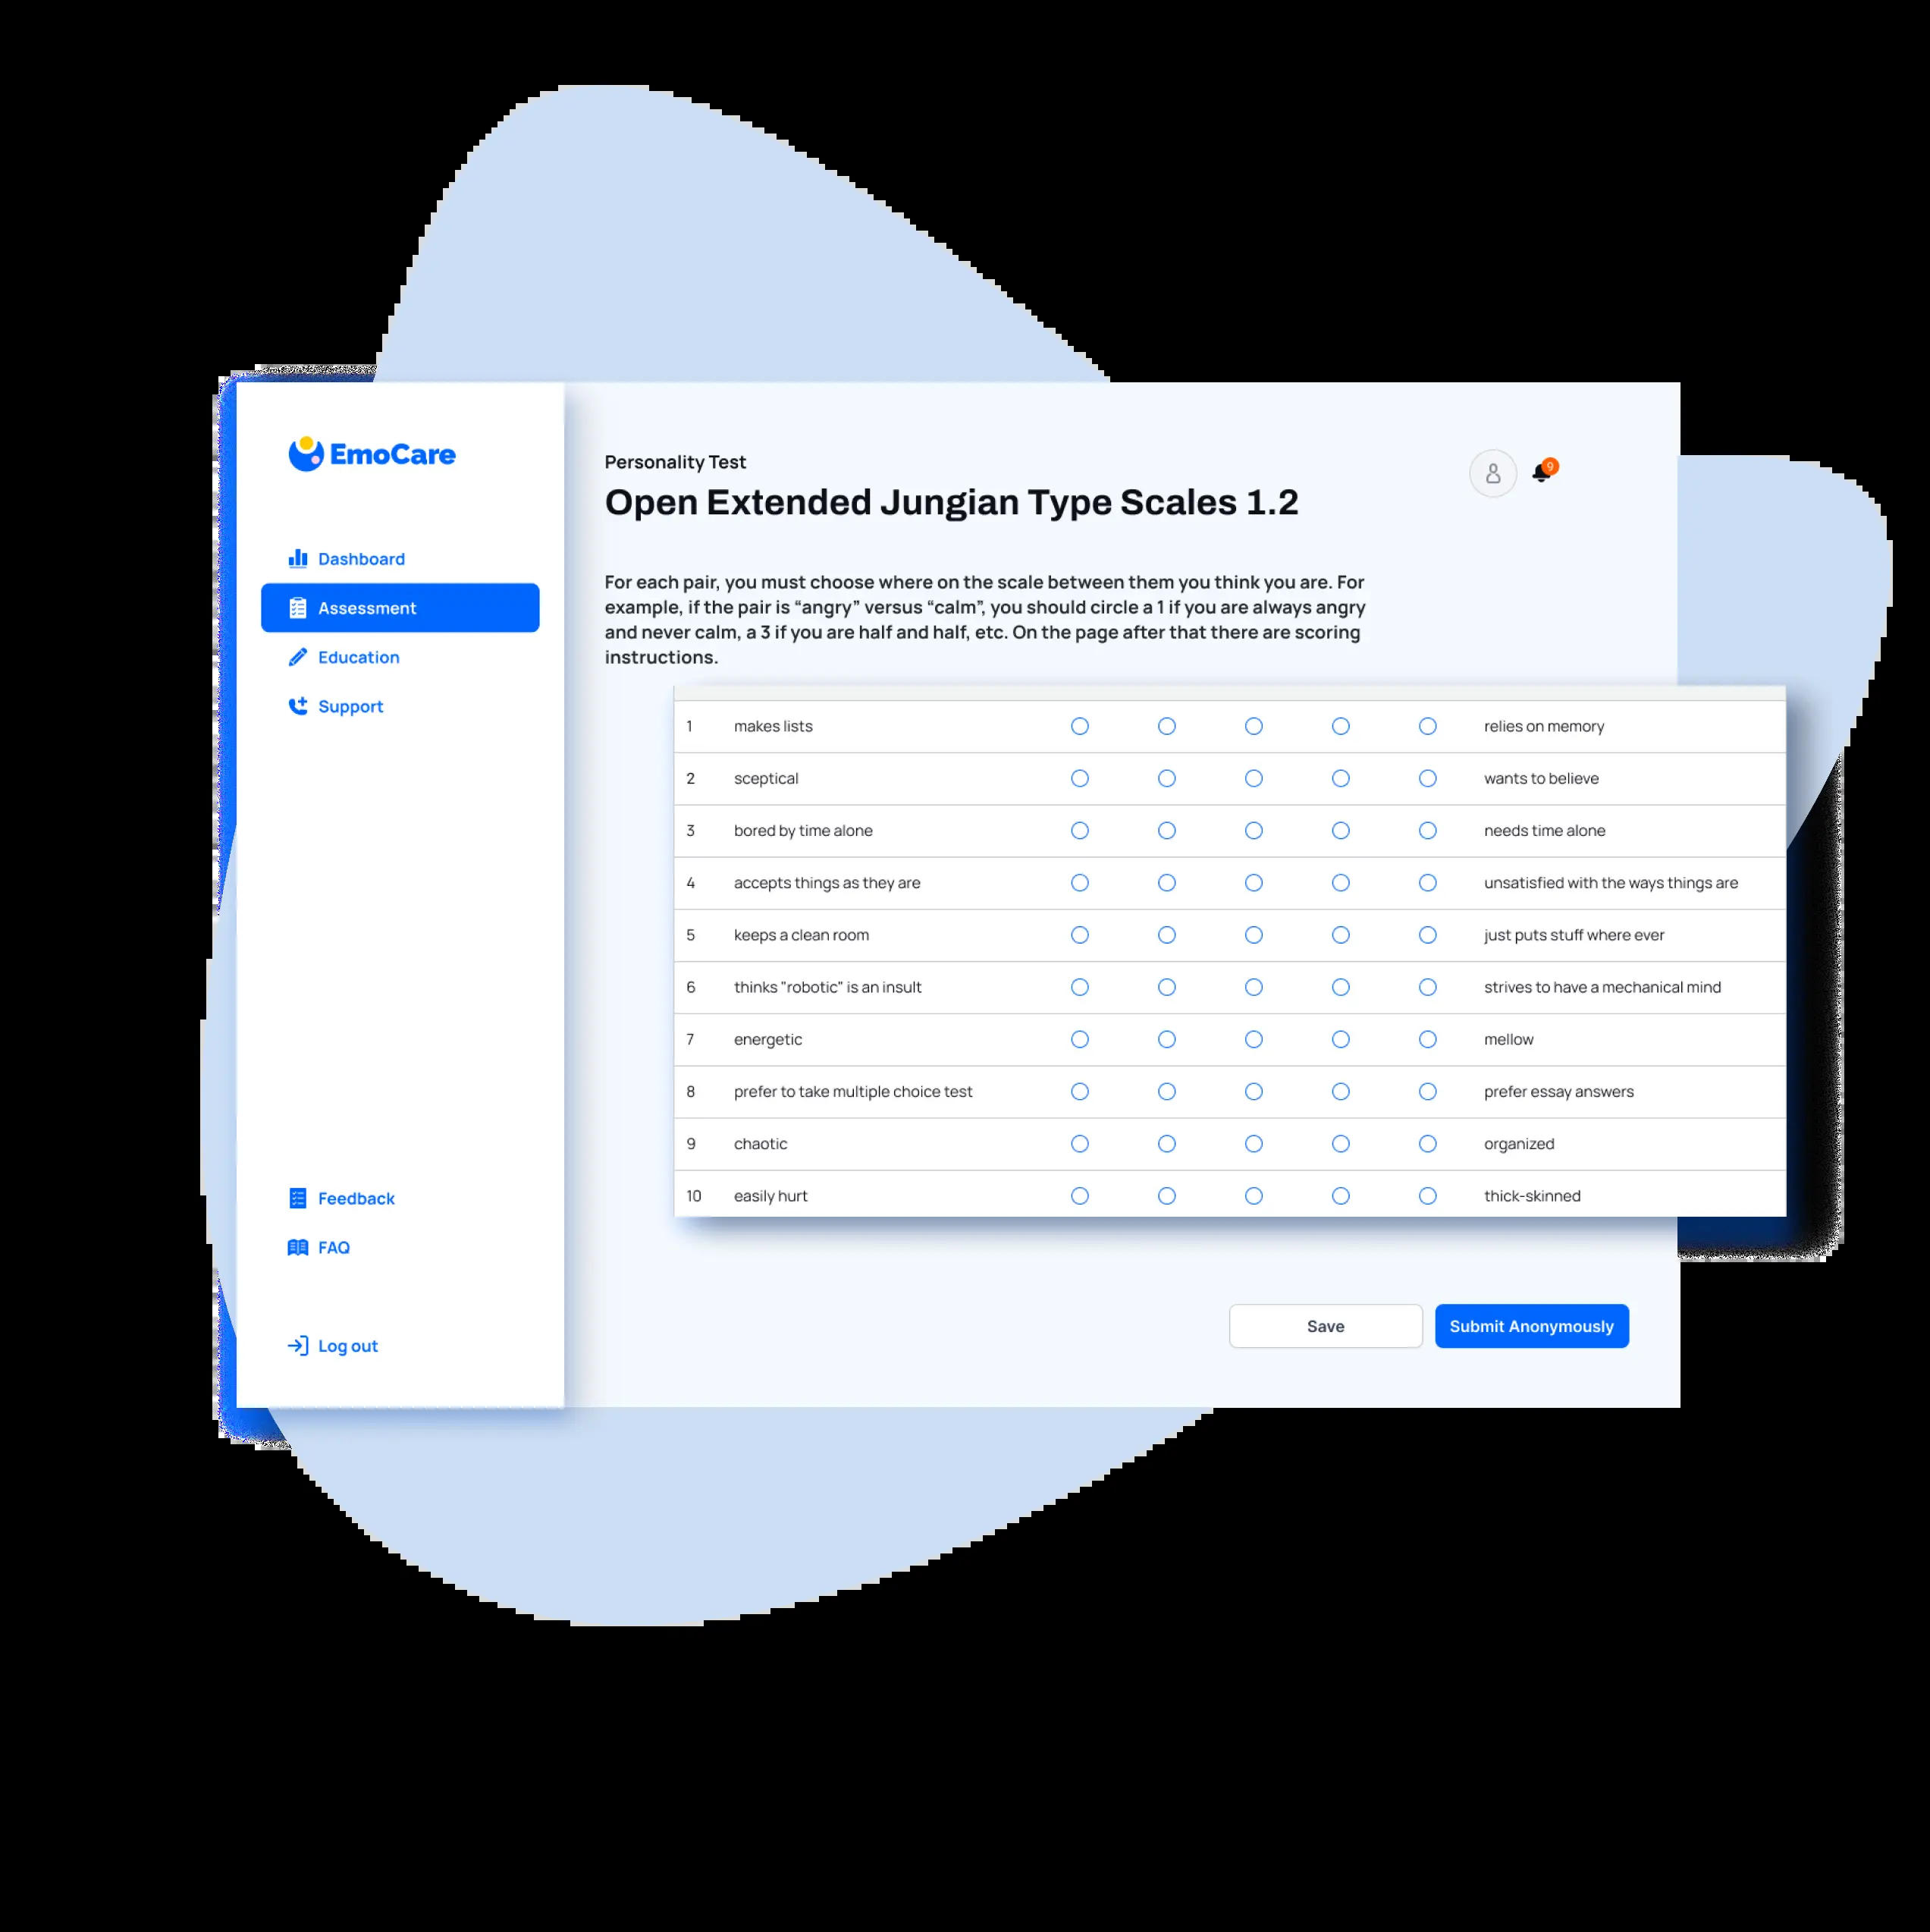 EmoCare
Dashboard
Assessment
Education
Support
Feedback
FAQ
Log out
Personality Test
Open Extended Jungian Type Scales 1.2
9
For each pair, you must choose where on the scale between them you think you are. For
example, if the pair is “angry” versus “calm”, you should circle a 1 if you are always angry
and never calm, a 3 if you are half and half, etc. On the page after that there are scoring
instructions.
1 makes lists relies on memory
2 sceptical wants to believe
3 bored by time alone needs time alone
4 accepts things as they are unsatisfied with the ways things are
5 keeps a clean room just puts stuff where ever
6 thinks "robotic" is an insult strives to have a mechanical mind
7 energetic mellow
8 prefer to take multiple choice test prefer essay answers
9 chaotic organized
10 easily hurt thick-skinned
Save
Submit Anonymously